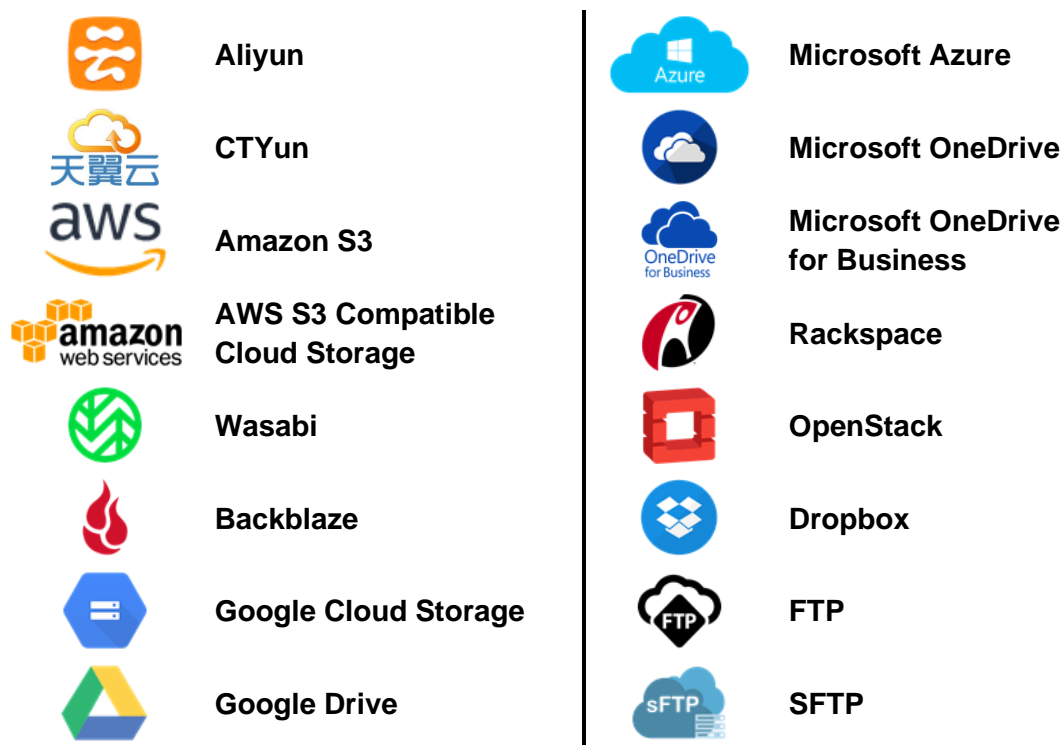 Aliyun
天翼云
CTYun
aws
Amazon S3
amazon
web services
AWS S3 Compatible
Cloud Storage
Wasabi
Backblaze
Google Cloud Storage
Google Drive
Azure
Microsoft Azure
Microsoft OneDrive
OneDrive
for Business
Microsoft OneDrive
for Business
Rackspace
OpenStack
Dropbox
FTP
FTP
sFTP
SFTP